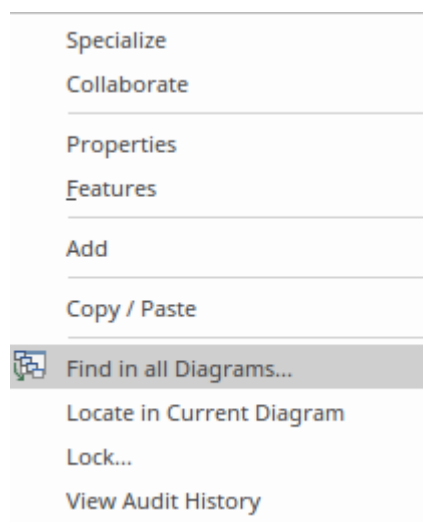 Specialize
Collaborate
Properties
Features
Add
Copy / Paste
Find in all Diagrams...
Locate in Current Diagram
Lock...
View Audit History